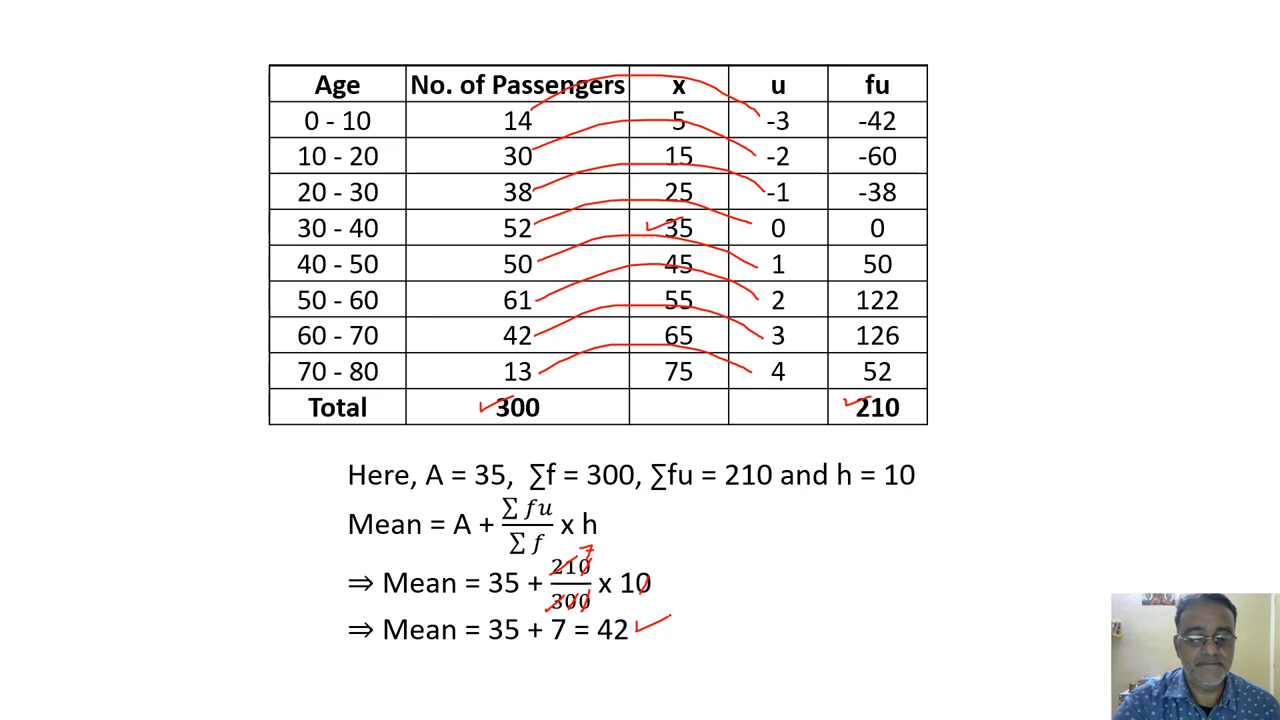 Age No. of Passengers x u fu
0 - 10 14 5 -3 -42
10 - 20 30 15 -2 -60
20 - 30 38 25 -1 -38
30 - 40 52 35 0 0
40 - 50 50 45 1 50
50 - 60 61 55 2 122
60 - 70 42 65 3 126
70 - 80 13 75 4 52
Total 300 210
Here, A = 35, ∑f = 300, ∑fu = 210 and h = 10
Mean = A + ∑ fu / ∑ f x h
7
⇒ Mean = 35 + 210 / 300 x 10
⇒ Mean = 35 + 7 = 42